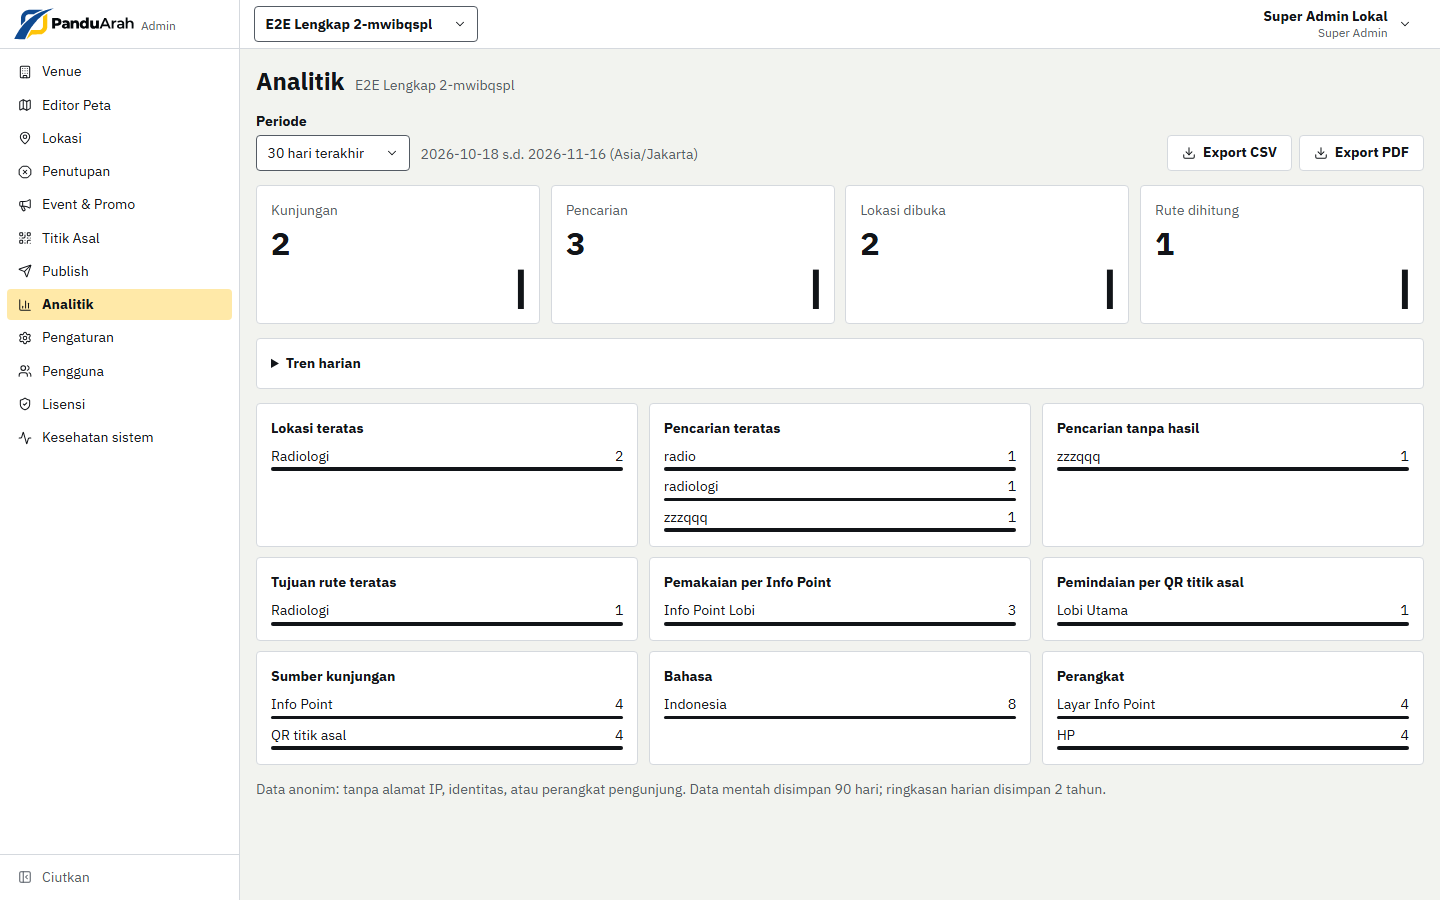 PanduArah Admin
E2E Lengkap 2-mwibqspl
Super Admin Lokal
Super Admin
Venue
Editor Peta
Lokasi
Penutupan
Event & Promo
Titik Asal
Publish
Analitik
Pengaturan
Pengguna
Lisensi
Kesehatan sistem
Ciutkan
Analitik E2E Lengkap 2-mwibqspl
Periode
30 hari terakhir
2026-10-18 s.d. 2026-11-16 (Asia/Jakarta)
Export CSV
Export PDF
Kunjungan
2
Pencarian
3
Lokasi dibuka
2
Rute dihitung
1
Tren harian
Lokasi teratas
Radiologi 2
Pencarian teratas
radio 1
radiologi 1
zzzqqq 1
Pencarian tanpa hasil
zzzqqq 1
Tujuan rute teratas
Radiologi 1
Pemakaian per Info Point
Info Point Lobi 3
Pemindaian per QR titik asal
Lobi Utama 1
Sumber kunjungan
Info Point 4
QR titik asal 4
Bahasa
Indonesia 8
Perangkat
Layar Info Point 4
HP 4
Data anonim: tanpa alamat IP, identitas, atau perangkat pengunjung. Data mentah disimpan 90 hari; ringkasan harian disimpan 2 tahun.